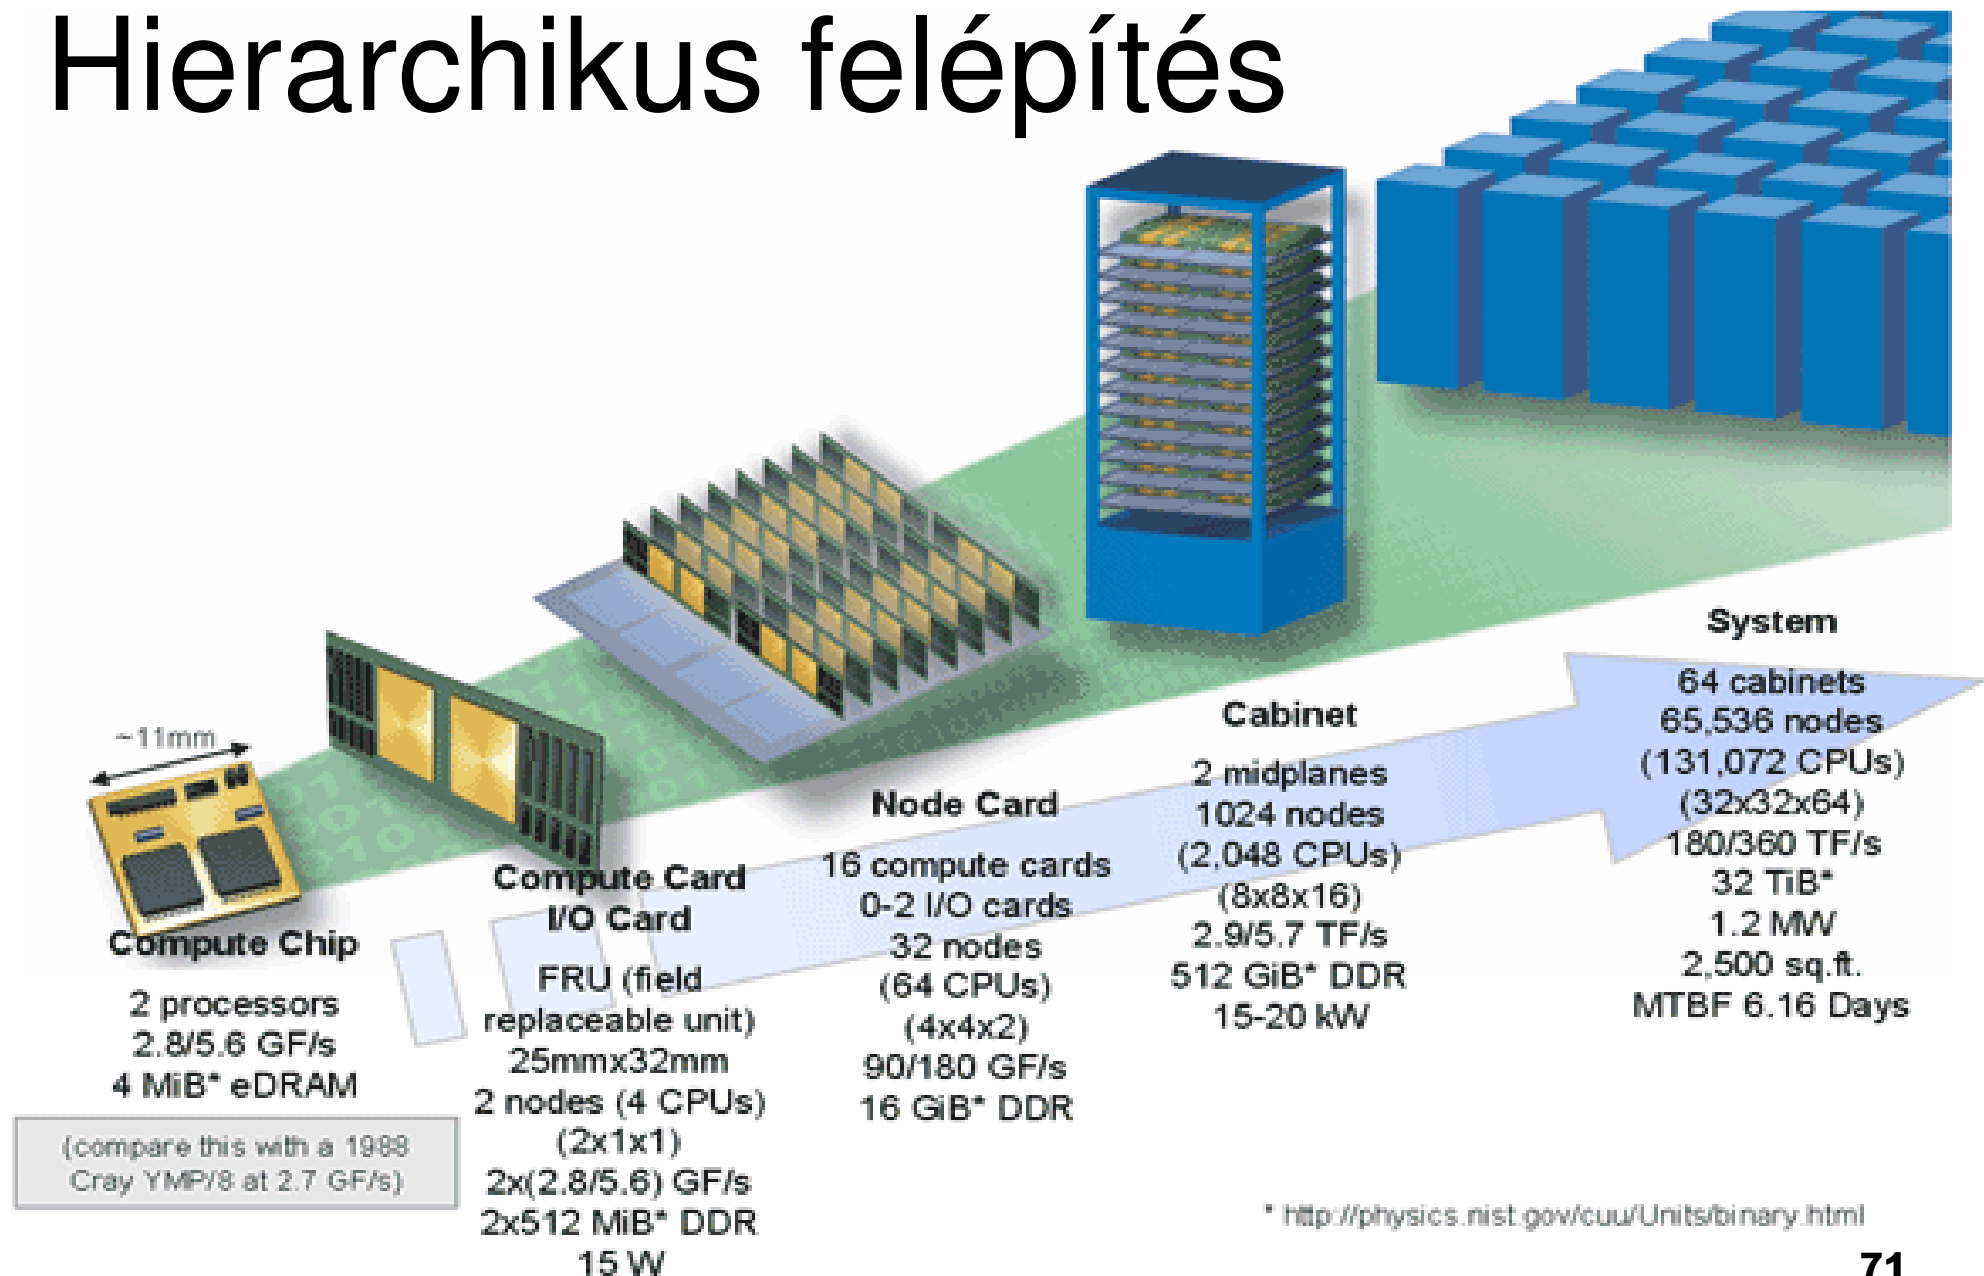 Hierarchikus felépítés
~11mm
Compute Chip
2 processors
2.8/5.6 GF/s
4 MiB* eDRAM
(compare this with a 1988
Cray YMP/8 at 2.7 GF/s)
Compute Card
I/O Card
FRU (field
replaceable unit)
25mmx32mm
2 nodes (4 CPUs)
(2x1x1)
2x(2.8/5.6) GF/s
2x512 MiB* DDR
15 W
Node Card
16 compute cards
0-2 I/O cards
32 nodes
(64 CPUs)
(4x4x2)
90/180 GF/s
16 GiB* DDR
Cabinet
2 midplanes
1024 nodes
(2,048 CPUs)
(8x8x16)
2.9/5.7 TF/s
512 GiB* DDR
15-20 kW
System
64 cabinets
65,536 nodes
(131,072 CPUs)
(32x32x64)
180/360 TF/s
32 TiB*
1.2 MW
2,500 sq.ft.
MTBF 6.16 Days
* http://physics.nist.gov/cuu/Units/binary.html
71